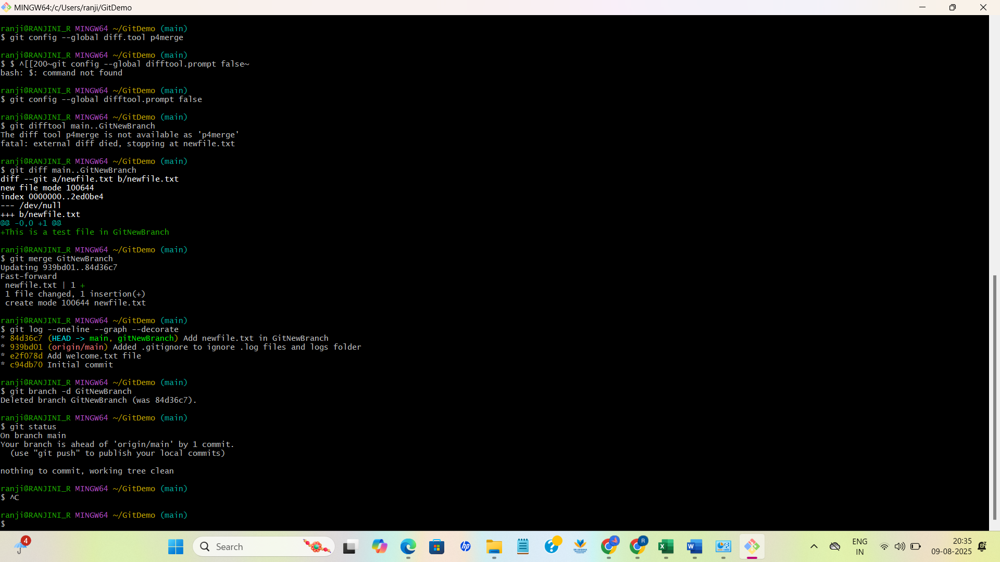 MINGW64:/c/Users/ranji/GitDemo
ranji@RANJINI_R MINGW64 ~/GitDemo (main)
$ git config --global diff.tool p4merge
ranji@RANJINI_R MINGW64 ~/GitDemo (main)
$ $ ^[[200~git config --global difftool.prompt false~
bash: $: command not found
ranji@RANJINI_R MINGW64 ~/GitDemo (main)
$ git config --global difftool.prompt false
ranji@RANJINI_R MINGW64 ~/GitDemo (main)
$ git difftool main..GitNewBranch
The diff tool p4merge is not available as 'p4merge'
fatal: external diff died, stopping at newfile.txt
ranji@RANJINI_R MINGW64 ~/GitDemo (main)
$ git diff main..GitNewBranch
diff --git a/newfile.txt b/newfile.txt
new file mode 100644
index 0000000..2ed0be4
--- /dev/null
+++ b/newfile.txt
@@ -0,0 +1 @@
+This is a test file in GitNewBranch
ranji@RANJINI_R MINGW64 ~/GitDemo (main)
$ git merge GitNewBranch
Updating 939bd01..84d36c7
Fast-forward
 newfile.txt | 1 +
 1 file changed, 1 insertion(+)
 create mode 100644 newfile.txt
ranji@RANJINI_R MINGW64 ~/GitDemo (main)
$ git log --oneline --graph --decorate
* 84d36c7 (HEAD -> main, gitNewBranch) Add newfile.txt in GitNewBranch
* 939bd01 (origin/main) Added .gitignore to ignore .log files and logs folder
* e2f078d Add welcome.txt file
* c94db70 Initial commit
ranji@RANJINI_R MINGW64 ~/GitDemo (main)
$ git branch -d GitNewBranch
Deleted branch GitNewBranch (was 84d36c7).
ranji@RANJINI_R MINGW64 ~/GitDemo (main)
$ git status
On branch main
Your branch is ahead of 'origin/main' by 1 commit.
  (use "git push" to publish your local commits)
nothing to commit, working tree clean
ranji@RANJINI_R MINGW64 ~/GitDemo (main)
$ ^C
ranji@RANJINI_R MINGW64 ~/GitDemo (main)
$
4
Search
hp
R
ENG
IN
20:35
09-08-2025